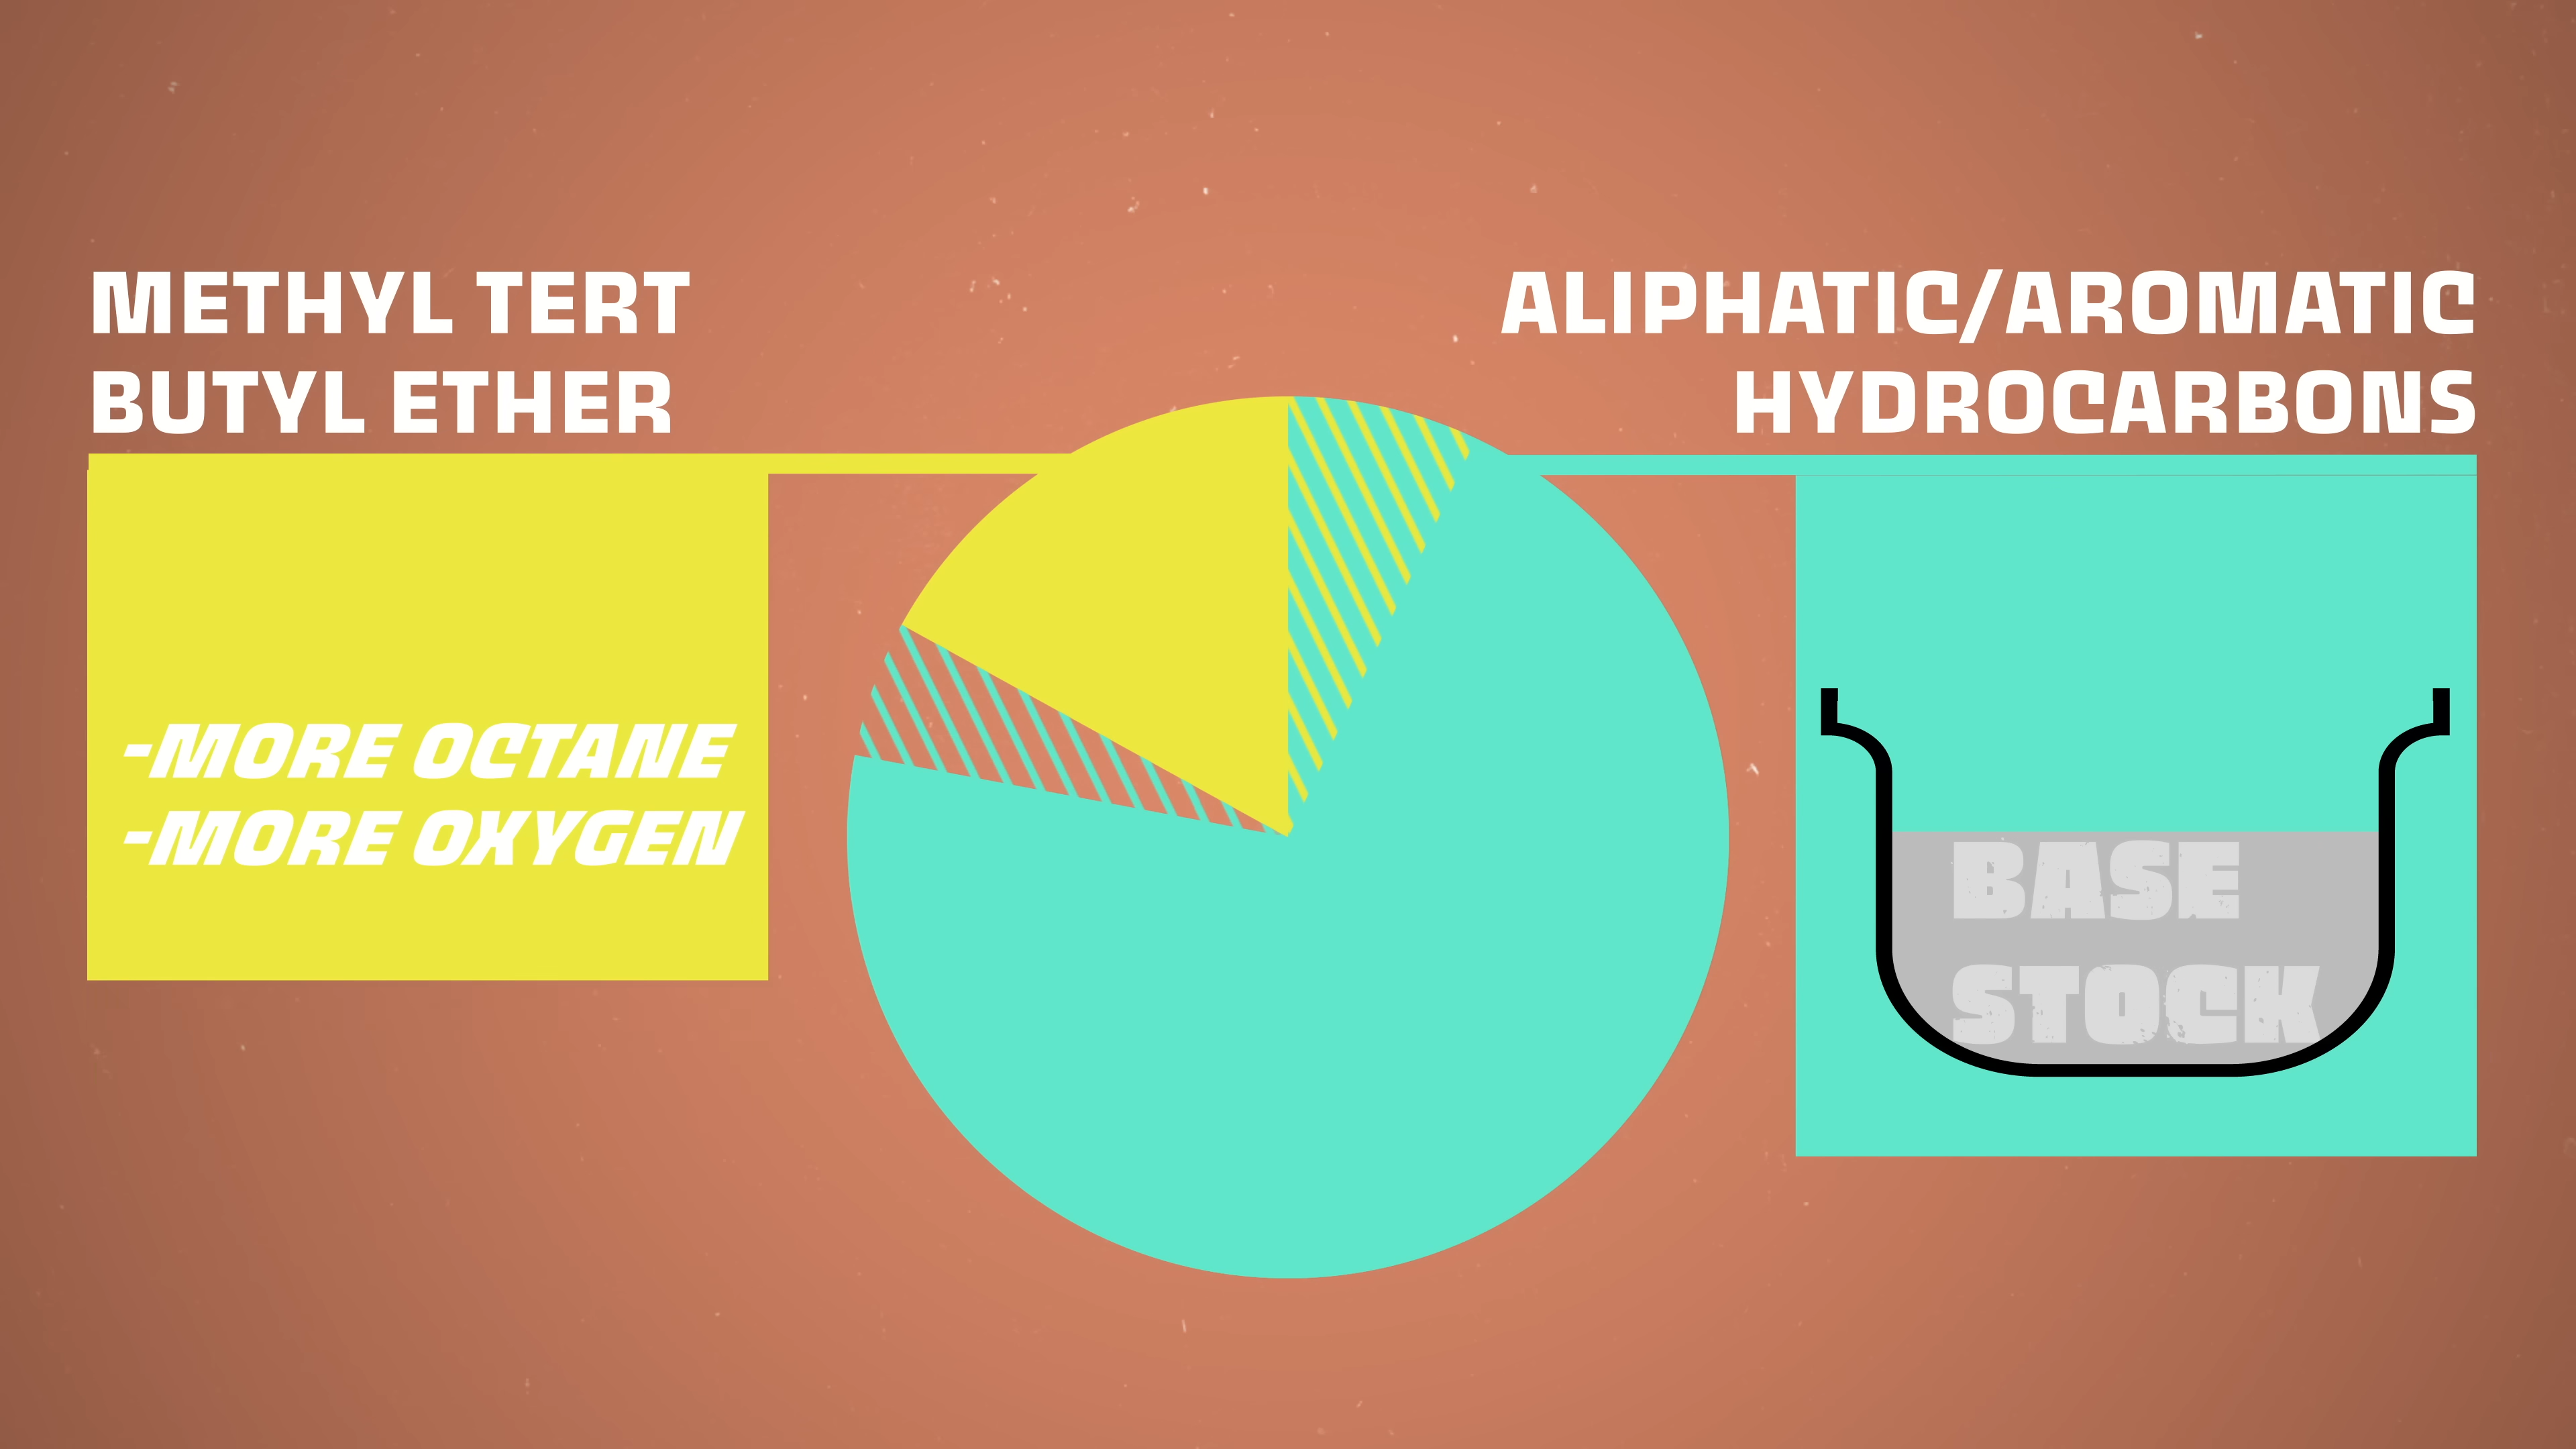 METHYL TERT
BUTYL ETHER
-MORE OCTANE
-MORE OXYGEN
ALIPHATIC/AROMATIC
HYDROCARBONS
BASE
STOCK